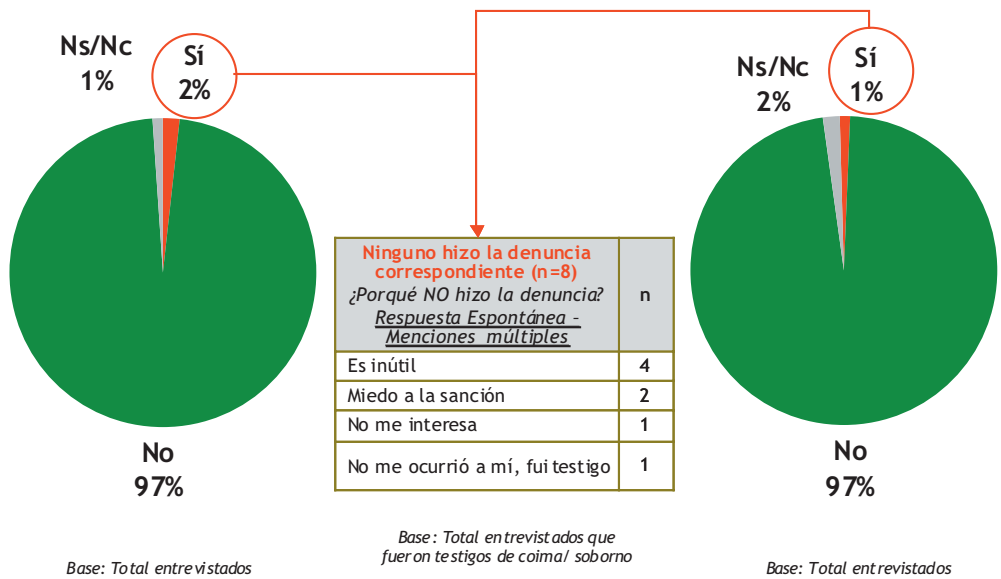 Ns/Nc
1%
Sí
2%
No
97%
Base: Total entrevistados
Ninguno hizo la denuncia
correspondiente (n=8)
¿Porqué NO hizo la denuncia?
Respuesta Espontánea –
Menciones múltiples
n
Es inútil
4
Miedo a la sanción
2
No me interesa
1
No me ocurrió a mí, fui testigo
1
Base: Total entrevistados que
fueron testigos de coima/ soborno
Ns/Nc
2%
Sí
1%
No
97%
Base: Total entrevistados